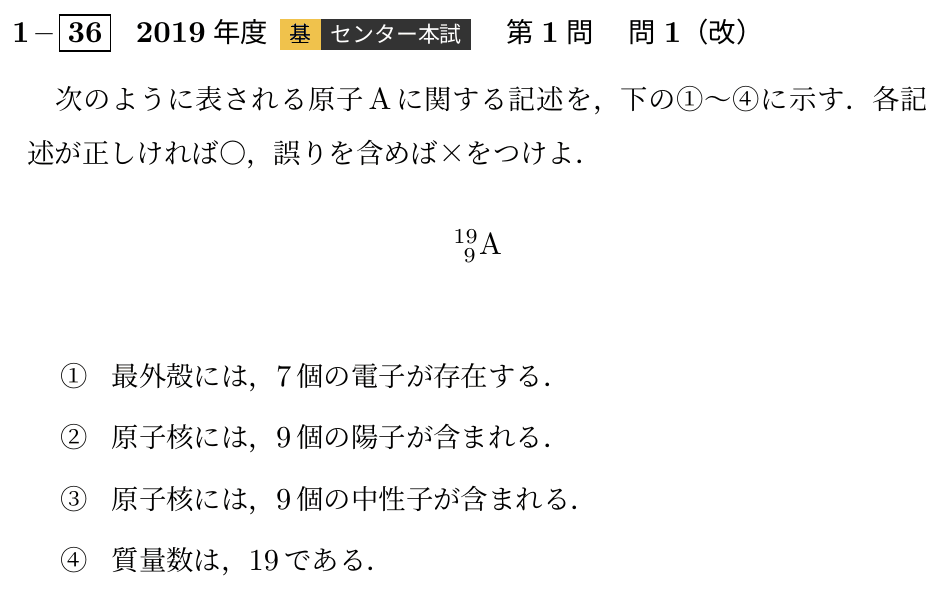 1–36 2019 年度 基 センター本試 第 1 問 問 1（改）
次のように表される原子 A に関する記述を，下の①～④に示す．各記
述が正しければ○，誤りを含めば×をつけよ．
¹⁹₉A
① 最外殻には，7 個の電子が存在する．
② 原子核には，9 個の陽子が含まれる．
③ 原子核には，9 個の中性子が含まれる．
④ 質量数は，19 である．